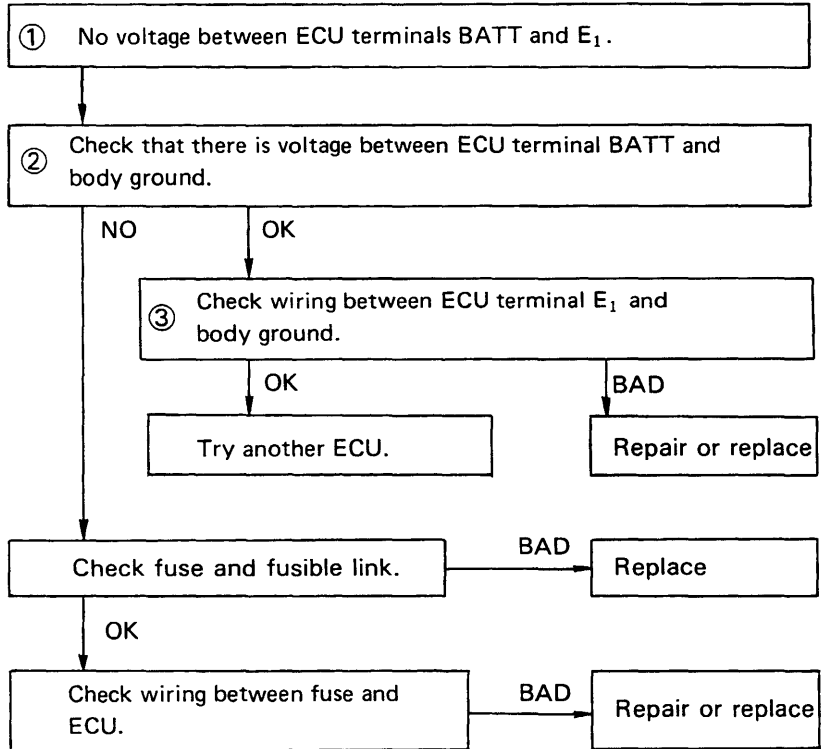 ① No voltage between ECU terminals BATT and E₁.
② Check that there is voltage between ECU terminal BATT and
body ground.
NO
OK
③ Check wiring between ECU terminal E₁ and
body ground.
OK
BAD
Try another ECU.
Repair or replace
Check fuse and fusible link.
BAD
Replace
OK
Check wiring between fuse and
ECU.
BAD
Repair or replace